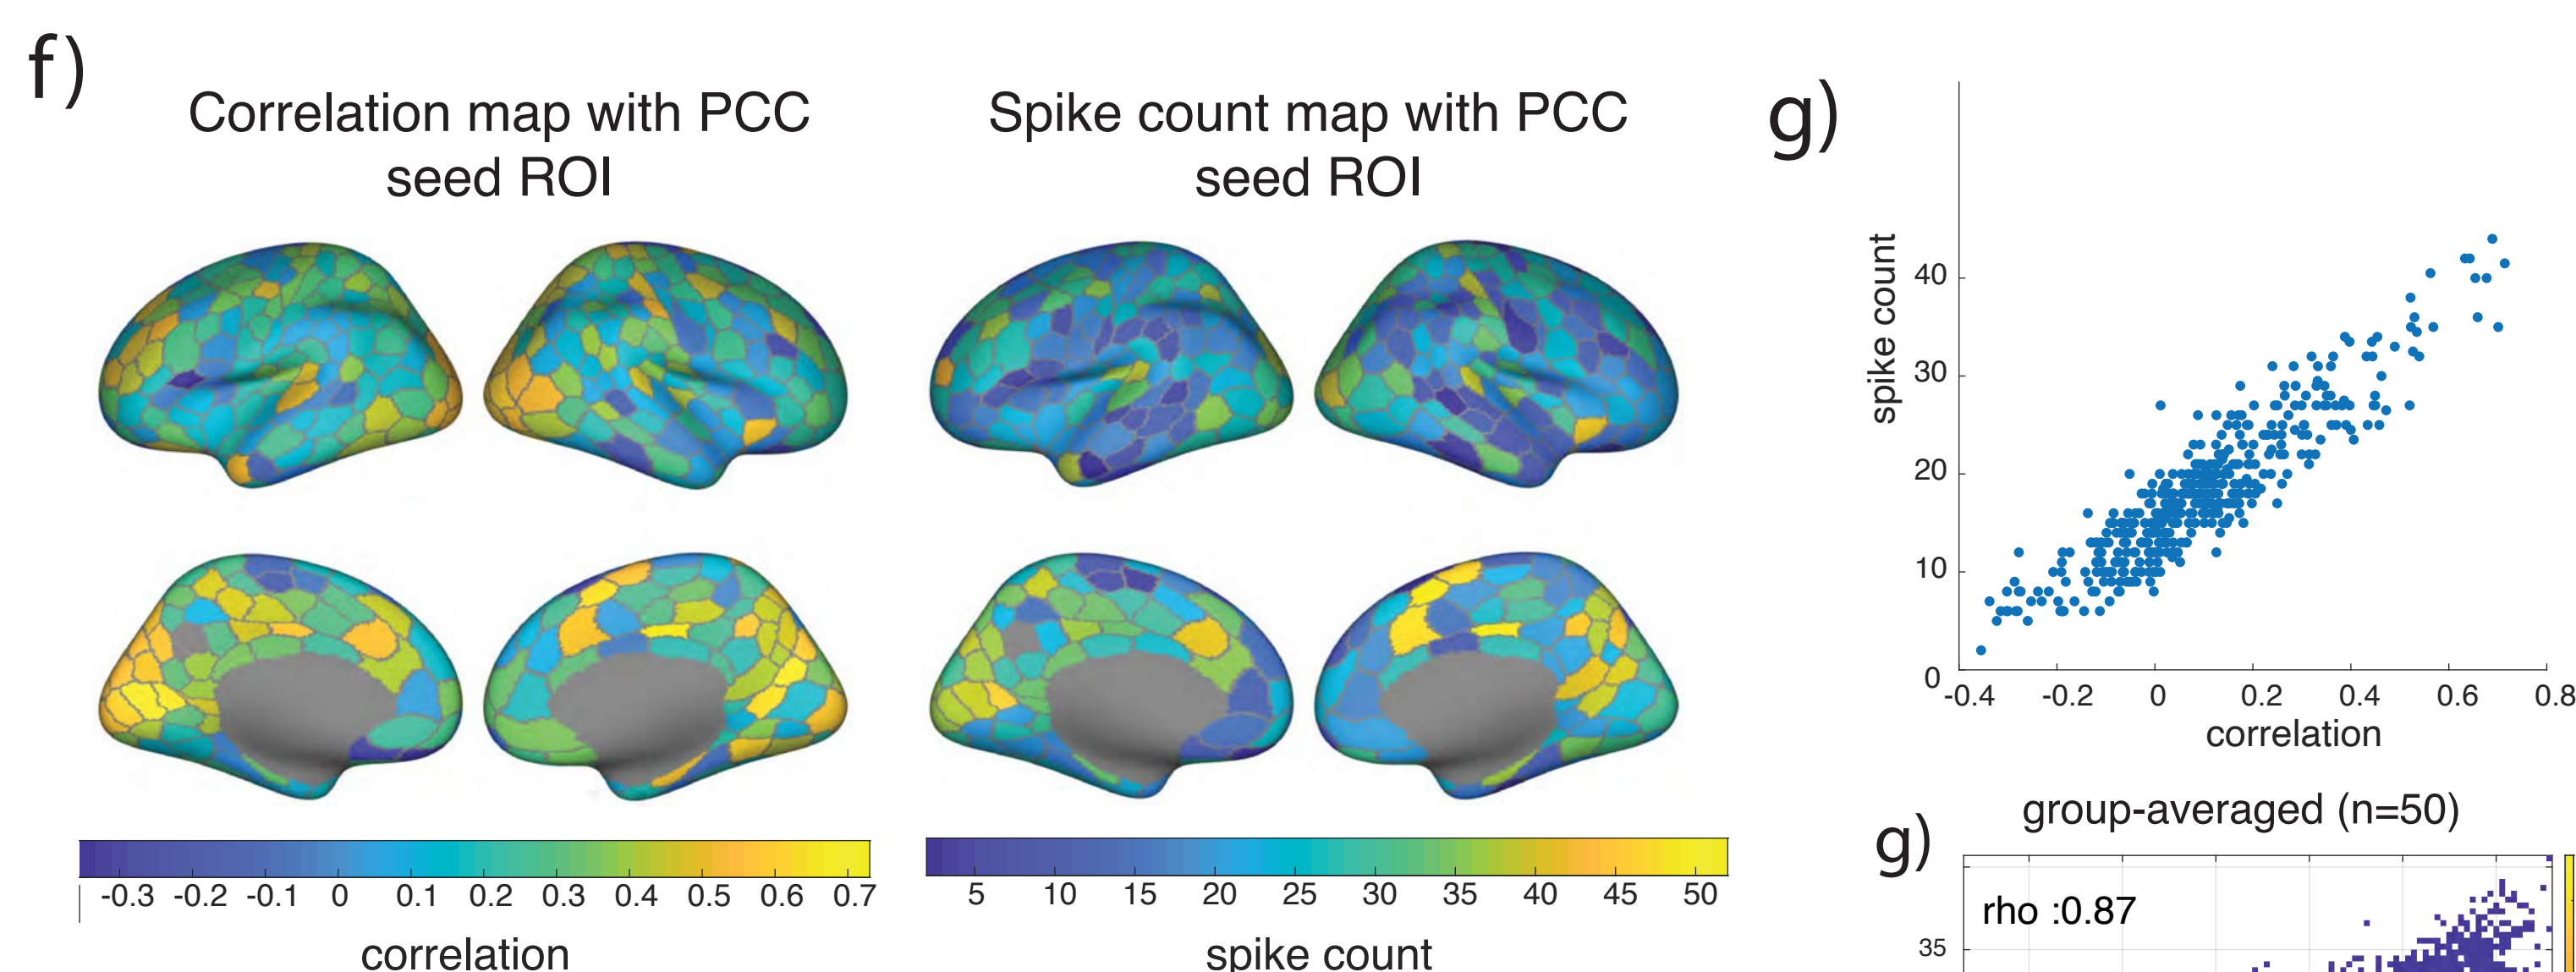 f)
Correlation map with PCC
seed ROI
Spike count map with PCC
seed ROI
-0.3 -0.2 -0.1 0 0.1 0.2 0.3 0.4 0.5 0.6 0.7
correlation
5 10 15 20 25 30 35 40 45 50
spike count
g)
spike count
40
30
20
10
0
-0.4 -0.2 0 0.2 0.4 0.6 0.8
correlation
group-averaged (n=50)
g)
rho :0.87
35